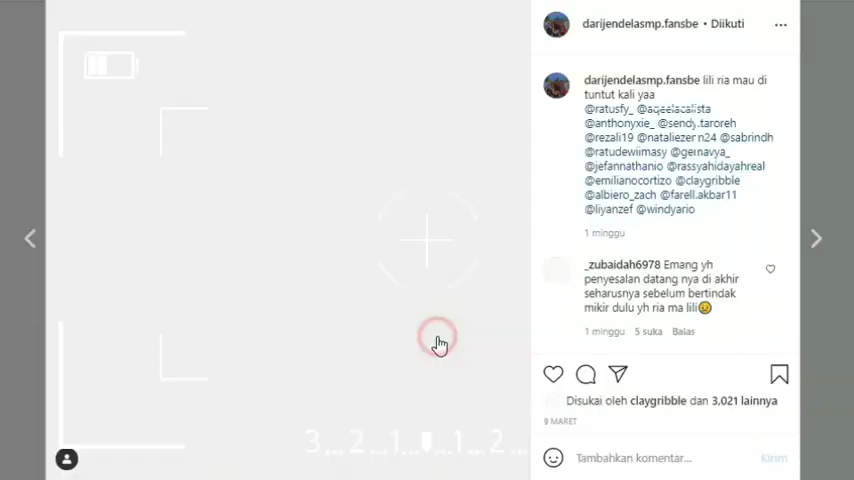 darijendelasmp.fansbe • Diikuti
darijendelasmp.fansbe lili ria mau di
tuntut kali yaa
@ratusfy_ @aqeelacalista
@anthonyxie_ @sendy.taroreh
@rezali19 @nataliezenn24 @sabrindh
@ratudewiimasy @gernavya_
@jefannathanio @rassyahidayahreal
@emilianocortizo @claygribble
@albiero_zach @farell.akbar11
@liyanzef @windyario
1 minggu
_zubaidah6978 Emang yh
penyesalan datang nya di akhir
seharusnya sebelum bertindak
mikir dulu yh ria ma lili
1 minggu 5 suka Balas
Disukai oleh claygribble dan 3,021 lainnya
9 MARET
Tambahkan komentar... Kirim
3...2...1...1...2...